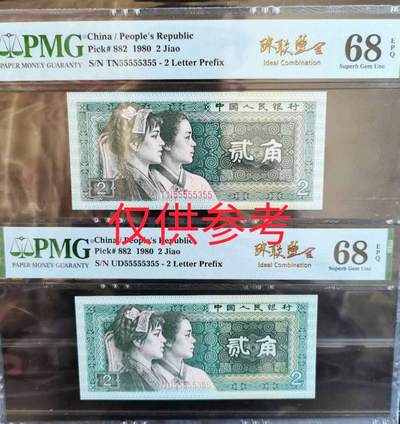 PMG
PAPER MONEY GUARANTY
China / People's Republic
Pick# 882 1980 2 Jiao
S/N TN55555355 - 2 Letter Prefix
珠联璧合
Ideal Combination
68
EPQ
Superb Gem Unc
中国人民银行
贰角
2
2
TN55555355
仅供参考
PMG
PAPER MONEY GUARANTY
China / People's Republic
Pick# 882 1980 2 Jiao
S/N UD55555355 - 2 Letter Prefix
珠联璧合
Ideal Combination
68
EPQ
Superb Gem Unc
中国人民银行
贰角
2
2